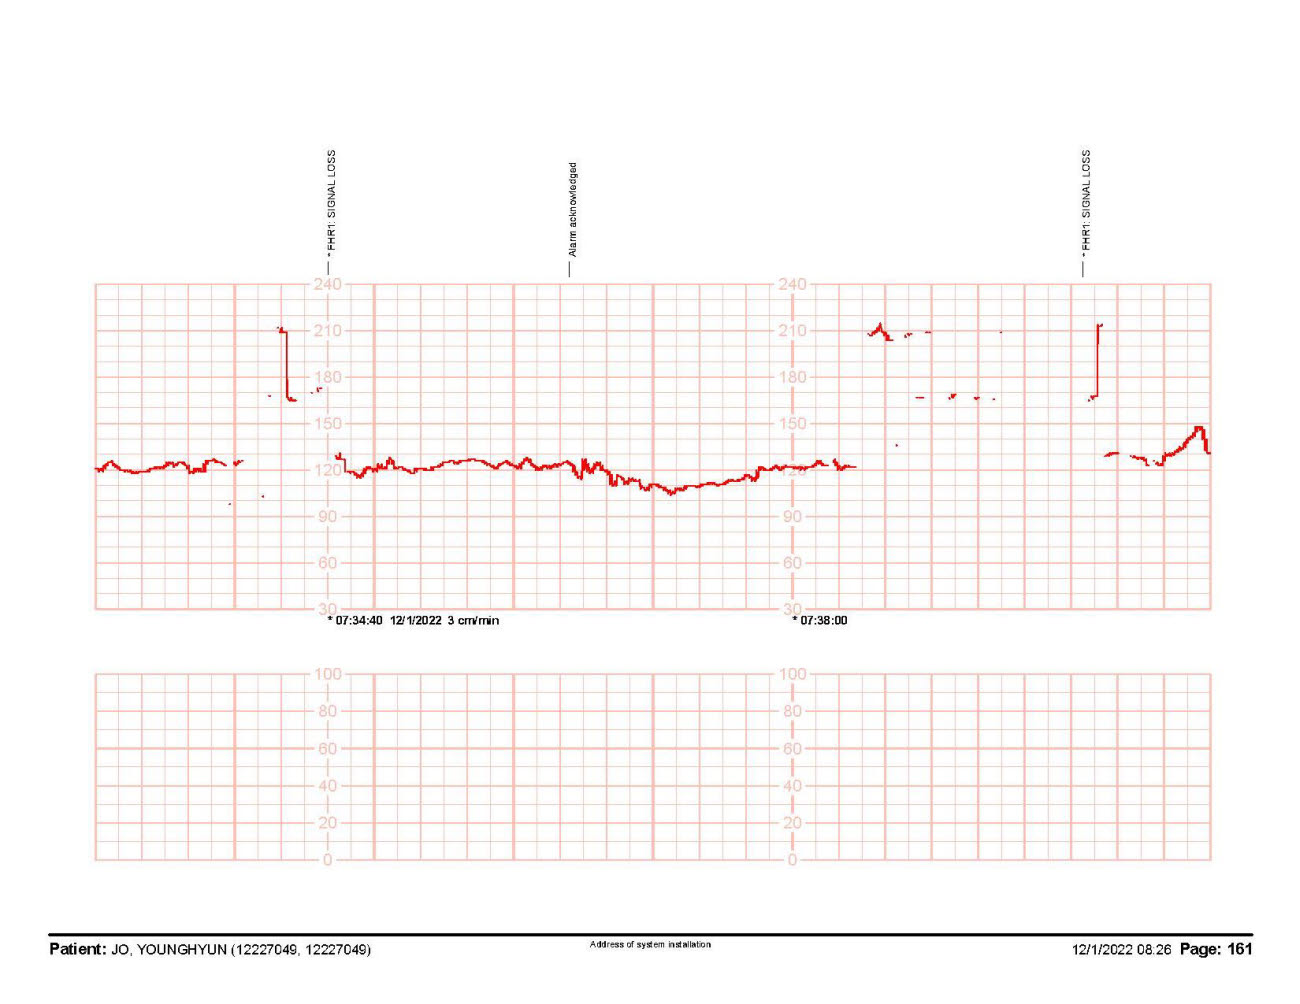 * FHR1: SIGNAL LOSS
Alarm acknowledged
* FHR1: SIGNAL LOSS
240 240
210 210
180 180
150 150
120 120
90 90
60 60
30 30
* 07:34:40 12/1/2022 3 cm/min * 07:38:00
100 100
80 80
60 60
40 40
20 20
0 0
Patient: JO, YOUNGHYUN (12227049, 12227049) Address of system installation 12/1/2022 08:26 Page: 161